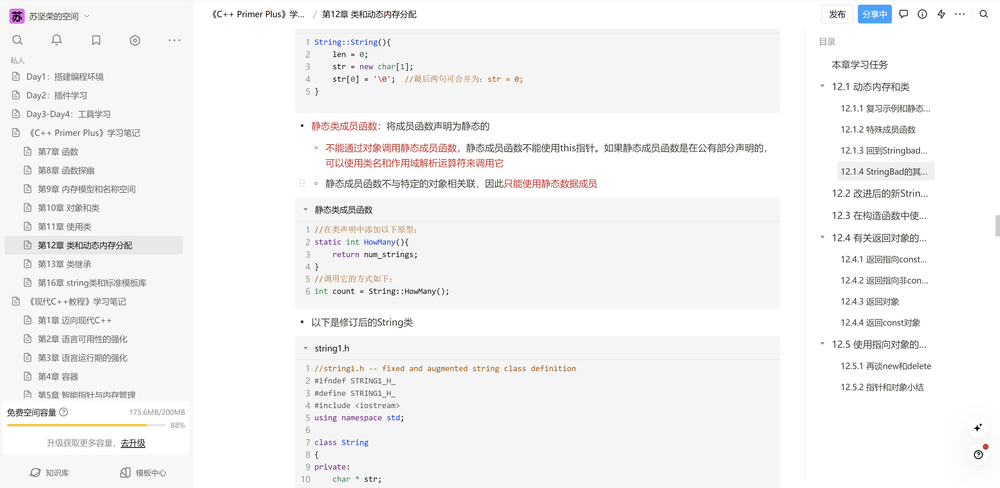 苏 苏坚荣的空间
私人
Day1：搭建编程环境
Day2：插件学习
Day3-Day4：工具学习
《C++ Primer Plus》学习笔记
第7章 函数
第8章 函数探幽
第9章 内存模型和名称空间
第10章 对象和类
第11章 使用类
第12章 类和动态内存分配
第13章 类继承
第16章 string类和标准模板库
《现代C++教程》学习笔记
第1章 迈向现代C++
第2章 语言可用性的强化
第3章 语言运行期的强化
第4章 容器
第5章 智能指针与内存管理
免费空间容量 175.6MB/200MB
88%
升级获取更多容量，去升级
知识库 模板中心
《C++ Primer Plus》学... / 第12章 类和动态内存分配
发布 分享中
1 String::String(){
2 len = 0;
3 str = new char[1];
4 str[0] = '\0'; //最后两句可合并为：str = 0;
5 }
• 静态类成员函数：将成员函数声明为静态的
◦ 不能通过对象调用静态成员函数，静态成员函数不能使用this指针。如果静态成员函数是在公有部分声明的，
可以使用类名和作用域解析运算符来调用它
◦ 静态成员函数不与特定的对象相关联，因此只能使用静态数据成员
静态类成员函数
1 //在类声明中添加以下原型：
2 static int HowMany(){
3 return num_strings;
4 }
5 //调用它的方式如下：
6 int count = String::HowMany();
• 以下是修订后的String类
string1.h
1 //string1.h -- fixed and augmented string class definition
2 #ifndef STRING1_H_
3 #define STRING1_H_
4 #include <iostream>
5 using namespace std;
6
7 class String
8 {
9 private:
10 char * str;
目录
本章学习任务
12.1 动态内存和类
12.1.1 复习示例和静态...
12.1.2 特殊成员函数
12.1.3 回到Stringbad...
12.1.4 StringBad的其...
12.2 改进后的新Strin...
12.3 在构造函数中使...
12.4 有关返回对象的...
12.4.1 返回指向const...
12.4.2 返回指向非con...
12.4.3 返回对象
12.4.4 返回const对象
12.5 使用指向对象的...
12.5.1 再谈new和delete
12.5.2 指针和对象小结